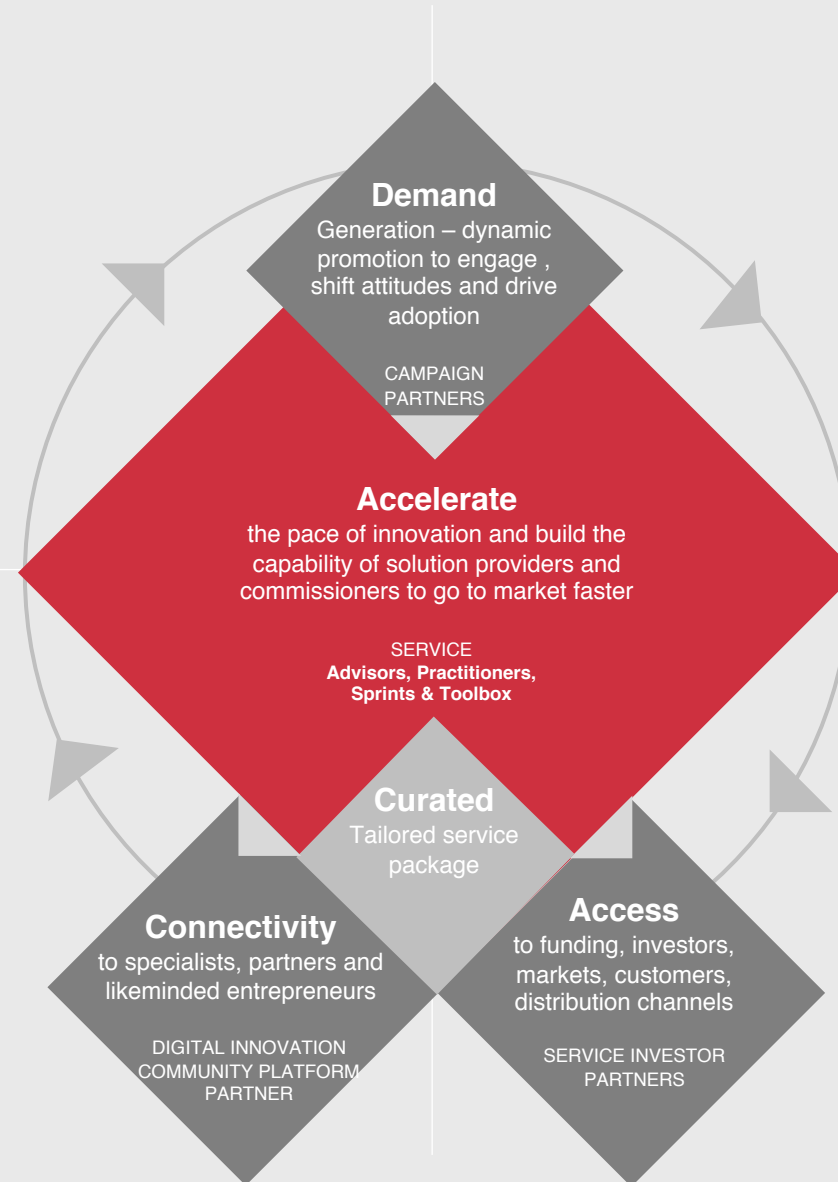 Demand
Generation – dynamic
promotion to engage ,
shift attitudes and drive
adoption
CAMPAIGN
PARTNERS
Accelerate
the pace of innovation and build the
capability of solution providers and
commissioners to go to market faster
SERVICE
Advisors, Practitioners,
Sprints & Toolbox
Curated
Tailored service
package
Connectivity
to specialists, partners and
likeminded entrepreneurs
DIGITAL INNOVATION
COMMUNITY PLATFORM
PARTNER
Access
to funding, investors,
markets, customers,
distribution channels
SERVICE INVESTOR
PARTNERS